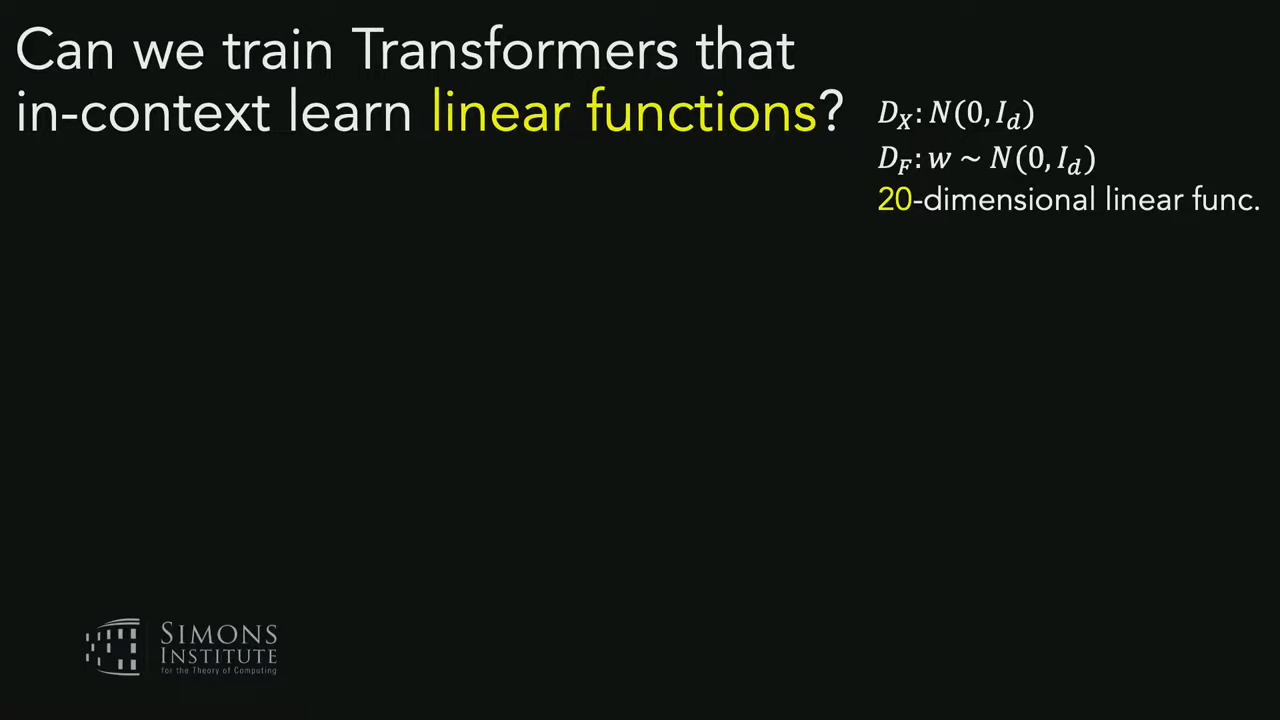 Can we train Transformers that
in-context learn linear functions?
D_X: N(0, I_d)
D_F: w ~ N(0, I_d)
20-dimensional linear func.
SIMONS
INSTITUTE
for the Theory of Computing